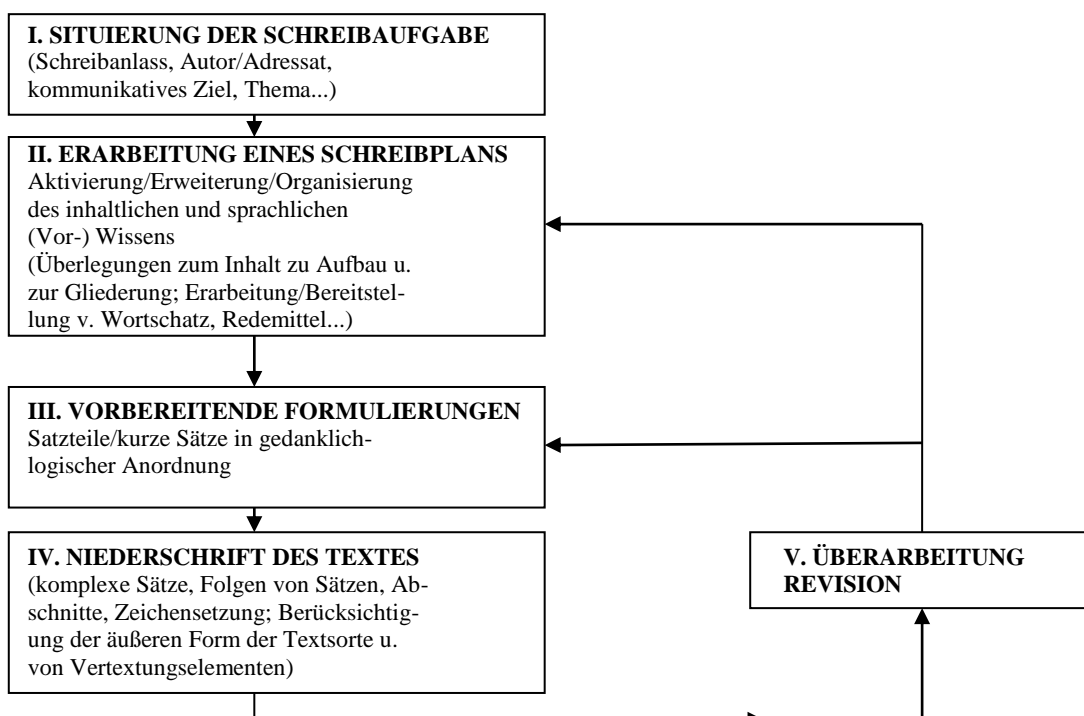 I. SITUIERUNG DER SCHREIBAUFGABE
(Schreibanlass, Autor/Adressat,
kommunikatives Ziel, Thema...)
II. ERARBEITUNG EINES SCHREIBPLANS
Aktivierung/Erweiterung/Organisierung
des inhaltlichen und sprachlichen
(Vor-) Wissens
(Überlegungen zum Inhalt zu Aufbau u.
zur Gliederung; Erarbeitung/Bereitstel-
lung v. Wortschatz, Redemittel...)
III. VORBEREITENDE FORMULIERUNGEN
Satzteile/kurze Sätze in gedanklich-
logischer Anordnung
IV. NIEDERSCHRIFT DES TEXTES
(komplexe Sätze, Folgen von Sätzen, Ab-
schnitte, Zeichensetzung; Berücksichtig-
ung der äußeren Form der Textsorte u.
von Vertextungselementen)
V. ÜBERARBEITUNG
REVISION